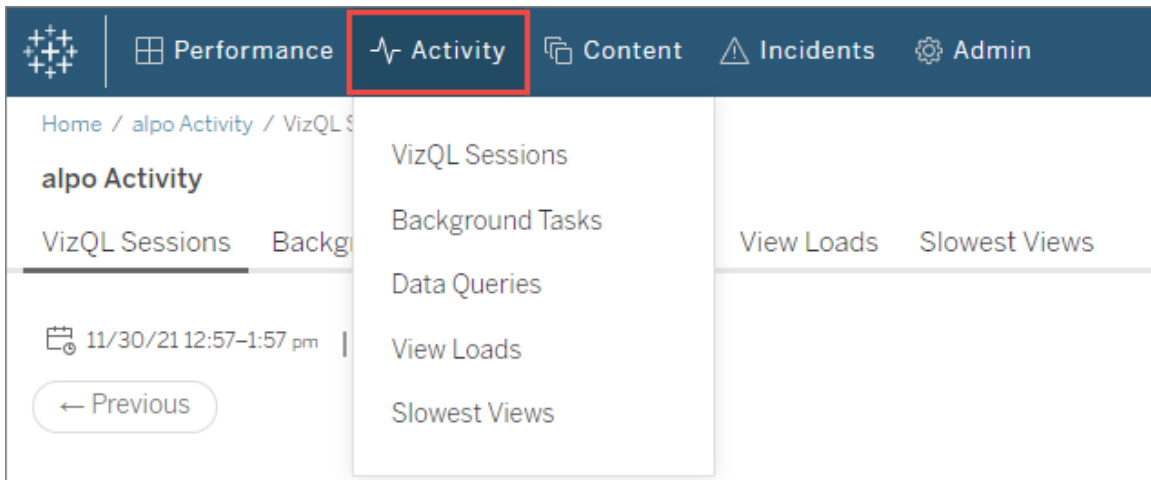 Performance Activity Content Incidents Admin
Home / alpo Activity / VizQL
alpo Activity
VizQL Sessions View Loads Slowest Views
11/30/21 12:57–1:57 pm |
← Previous
VizQL Sessions
Background Tasks
Data Queries
View Loads
Slowest Views